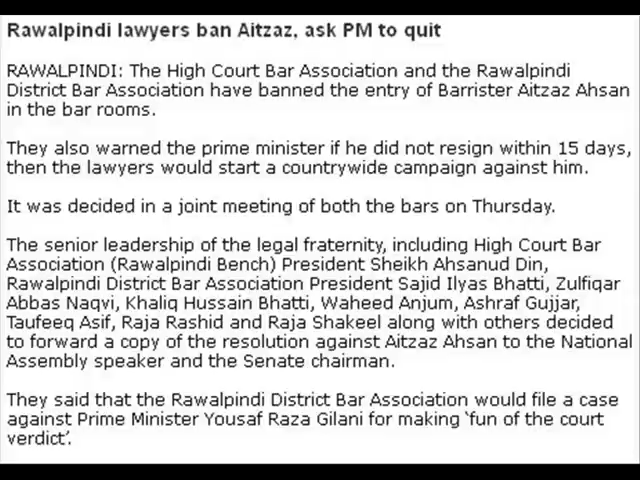 Rawalpindi lawyers ban Aitzaz, ask PM to quit
RAWALPINDI: The High Court Bar Association and the Rawalpindi
District Bar Association have banned the entry of Barrister Aitzaz Ahsan
in the bar rooms.
They also warned the prime minister if he did not resign within 15 days,
then the lawyers would start a countrywide campaign against him.
It was decided in a joint meeting of both the bars on Thursday.
The senior leadership of the legal fraternity, including High Court Bar
Association (Rawalpindi Bench) President Sheikh Ahsanud Din,
Rawalpindi District Bar Association President Sajid Ilyas Bhatti, Zulfiqar
Abbas Naqvi, Khaliq Hussain Bhatti, Waheed Anjum, Ashraf Gujjar,
Taufeeq Asif, Raja Rashid and Raja Shakeel along with others decided
to forward a copy of the resolution against Aitzaz Ahsan to the National
Assembly speaker and the Senate chairman.
They said that the Rawalpindi District Bar Association would file a case
against Prime Minister Yousaf Raza Gilani for making ‘fun of the court
verdict’.